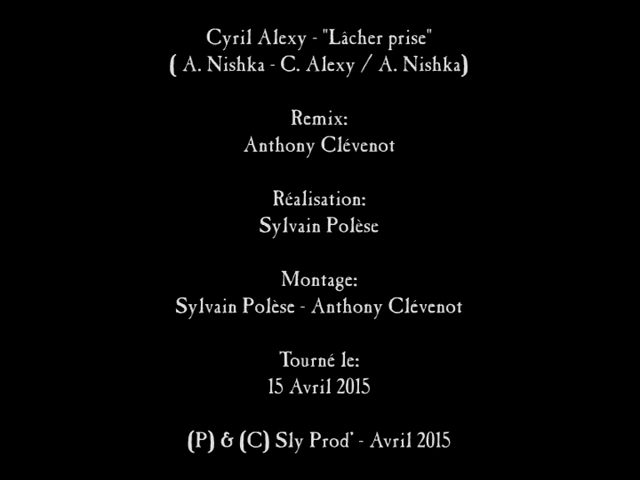 Cyril Alexy - "Lâcher prise"
( A. Nishka - C. Alexy / A. Nishka)
Remix:
Anthony Clévenot
Réalisation:
Sylvain Polèse
Montage:
Sylvain Polèse - Anthony Clévenot
Tourné le:
15 Avril 2015
(P) & (C) Sly Prod' - Avril 2015